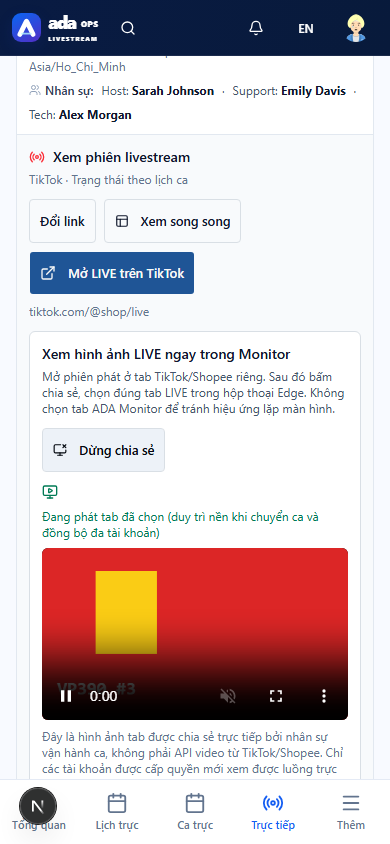 ada OPS
LIVESTREAM
EN
Asia/Ho_Chi_Minh
Nhân sự: Host: Sarah Johnson · Support: Emily Davis ·
Tech: Alex Morgan
Xem phiên livestream
TikTok · Trạng thái theo lịch ca
Đổi link
Xem song song
Mở LIVE trên TikTok
tiktok.com/@shop/live
Xem hình ảnh LIVE ngay trong Monitor
Mở phiên phát ở tab TikTok/Shopee riêng. Sau đó bấm
chia sẻ, chọn đúng tab LIVE trong hộp thoại Edge. Không
chọn tab ADA Monitor để tránh hiệu ứng lặp màn hình.
Dừng chia sẻ
Đang phát tab đã chọn (duy trì nền khi chuyển ca và
đồng bộ đa tài khoản)
VP390 #3
0:00
Đây là hình ảnh tab được chia sẻ trực tiếp bởi nhân sự
vận hành ca, không phải API video từ TikTok/Shopee. Chỉ
các tài khoản được cấp quyền mới xem được luồng trực
N
Tổng quan
Lịch trực
Ca trực
Trực tiếp
Thêm